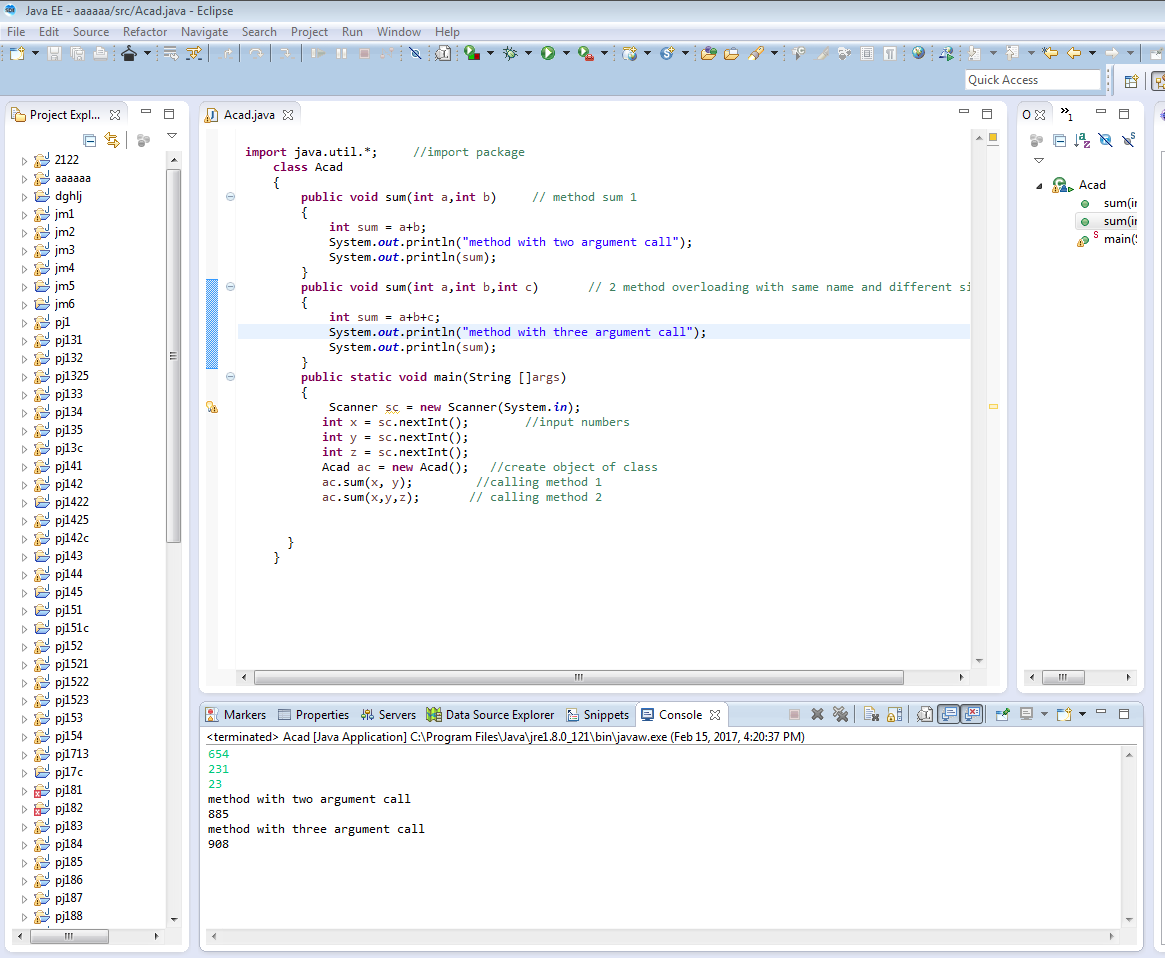 Java EE - aaaaaa/src/Acad.java - Eclipse
File Edit Source Refactor Navigate Search Project Run Window Help
Quick Access
Project Expl...
2122
aaaaaa
dghlj
jm1
jm2
jm3
jm4
jm5
jm6
pj1
pj131
pj132
pj1325
pj133
pj134
pj135
pj13c
pj141
pj142
pj1422
pj1425
pj142c
pj143
pj144
pj145
pj151
pj151c
pj152
pj1521
pj1522
pj1523
pj153
pj154
pj1713
pj17c
pj181
pj182
pj183
pj184
pj185
pj186
pj187
pj188
Acad.java
import java.util.*; //import package
class Acad
{
public void sum(int a,int b) // method sum 1
{
int sum = a+b;
System.out.println("method with two argument call");
System.out.println(sum);
}
public void sum(int a,int b,int c) // 2 method overloading with same name and different si
{
int sum = a+b+c;
System.out.println("method with three argument call");
System.out.println(sum);
}
public static void main(String []args)
{
Scanner sc = new Scanner(System.in);
int x = sc.nextInt(); //input numbers
int y = sc.nextInt();
int z = sc.nextInt();
Acad ac = new Acad(); //create object of class
ac.sum(x, y); //calling method 1
ac.sum(x,y,z); // calling method 2
}
}
O
»1
Acad
sum(in
sum(in
S main(S
Markers Properties Servers Data Source Explorer Snippets Console
<terminated> Acad [Java Application] C:\Program Files\Java\jre1.8.0_121\bin\javaw.exe (Feb 15, 2017, 4:20:37 PM)
654
231
23
method with two argument call
885
method with three argument call
908